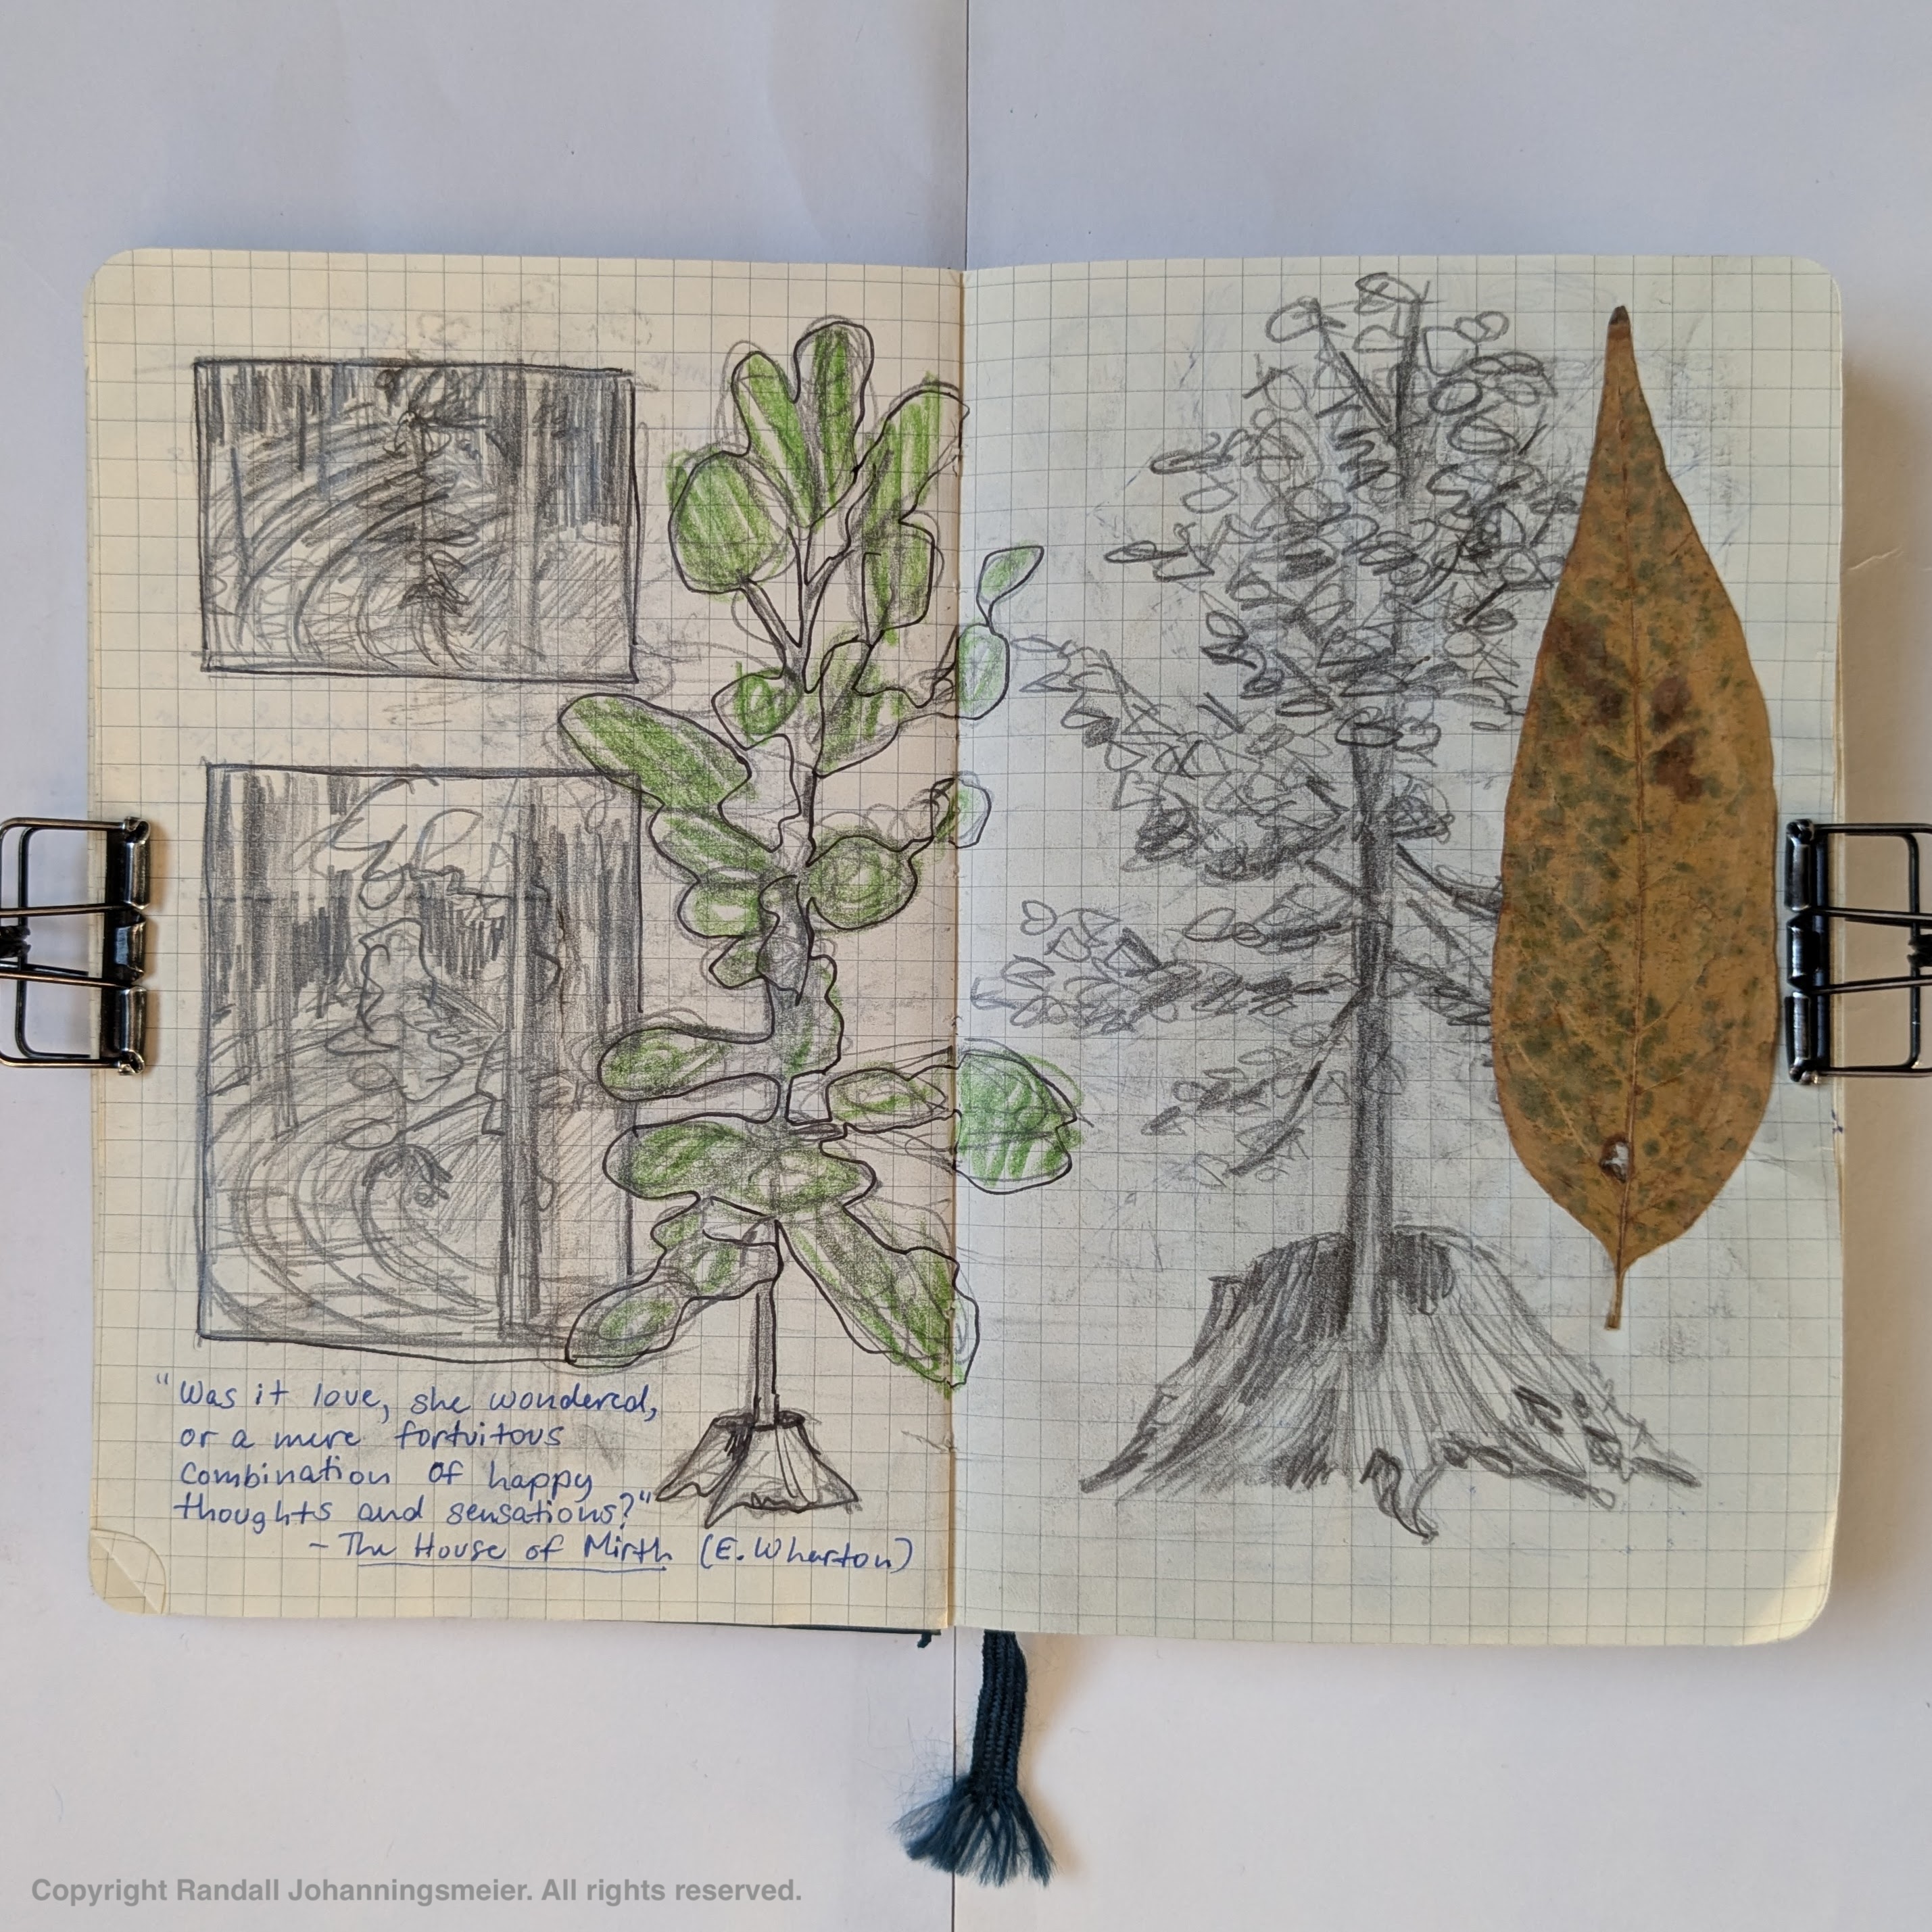 "Was it love, she wondered,
or a mere fortuitous
combination of happy
thoughts and sensations?"
- The House of Mirth (E. Wharton)
Copyright Randall Johanningsmeier. All rights reserved.